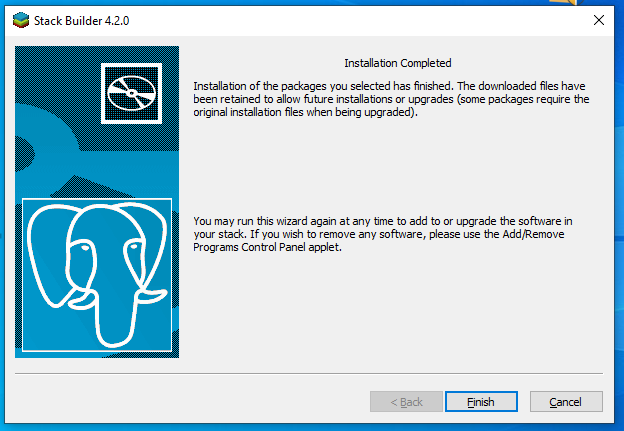 Stack Builder 4.2.0
Installation Completed
Installation of the packages you selected has finished. The downloaded files have
been retained to allow future installations or upgrades (some packages require the
original installation files when being upgraded).
You may run this wizard again at any time to add to or upgrade the software in
your stack. If you wish to remove any software, please use the Add/Remove
Programs Control Panel applet.
< Back
Finish
Cancel